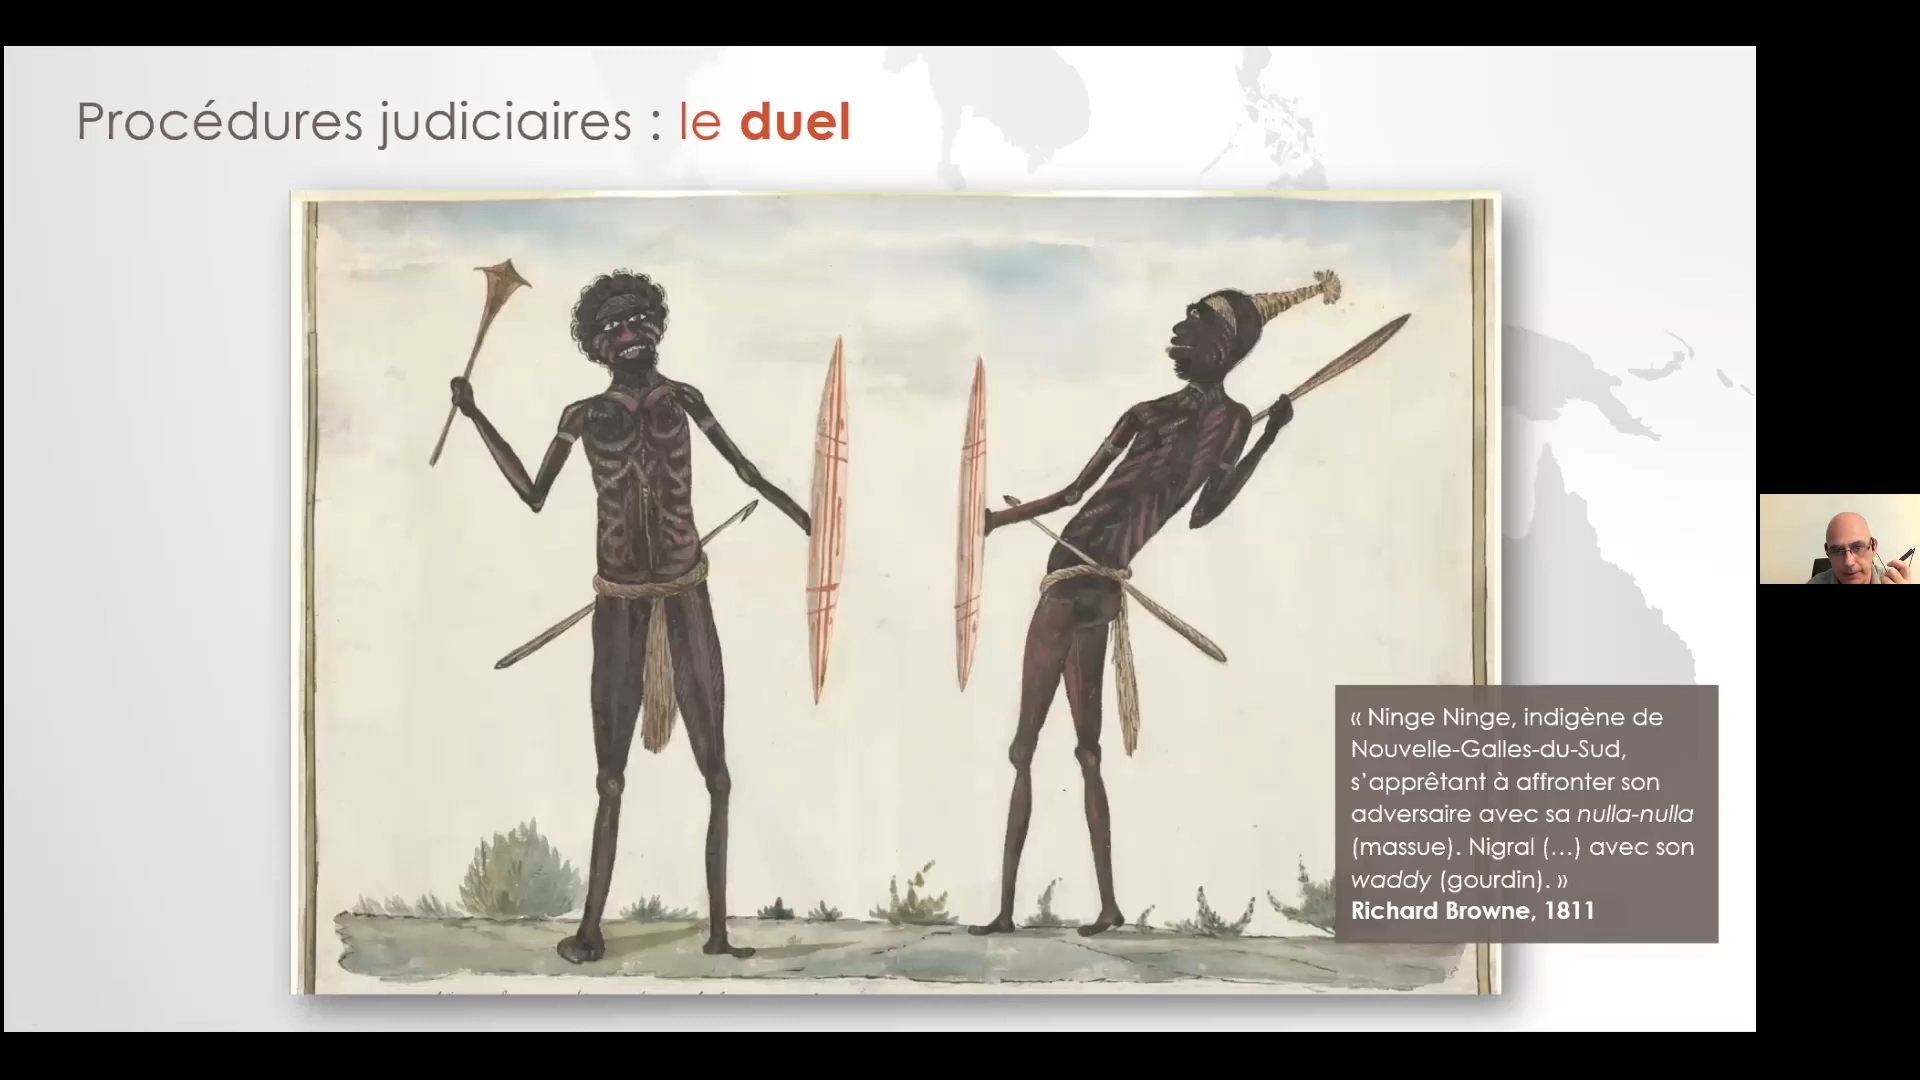 Procédures judiciaires : le duel
« Ninge Ninge, indigène de
Nouvelle-Galles-du-Sud,
s’apprêtant à affronter son
adversaire avec sa nulla-nulla
(massue). Nigral (…) avec son
waddy (gourdin). »
Richard Browne, 1811